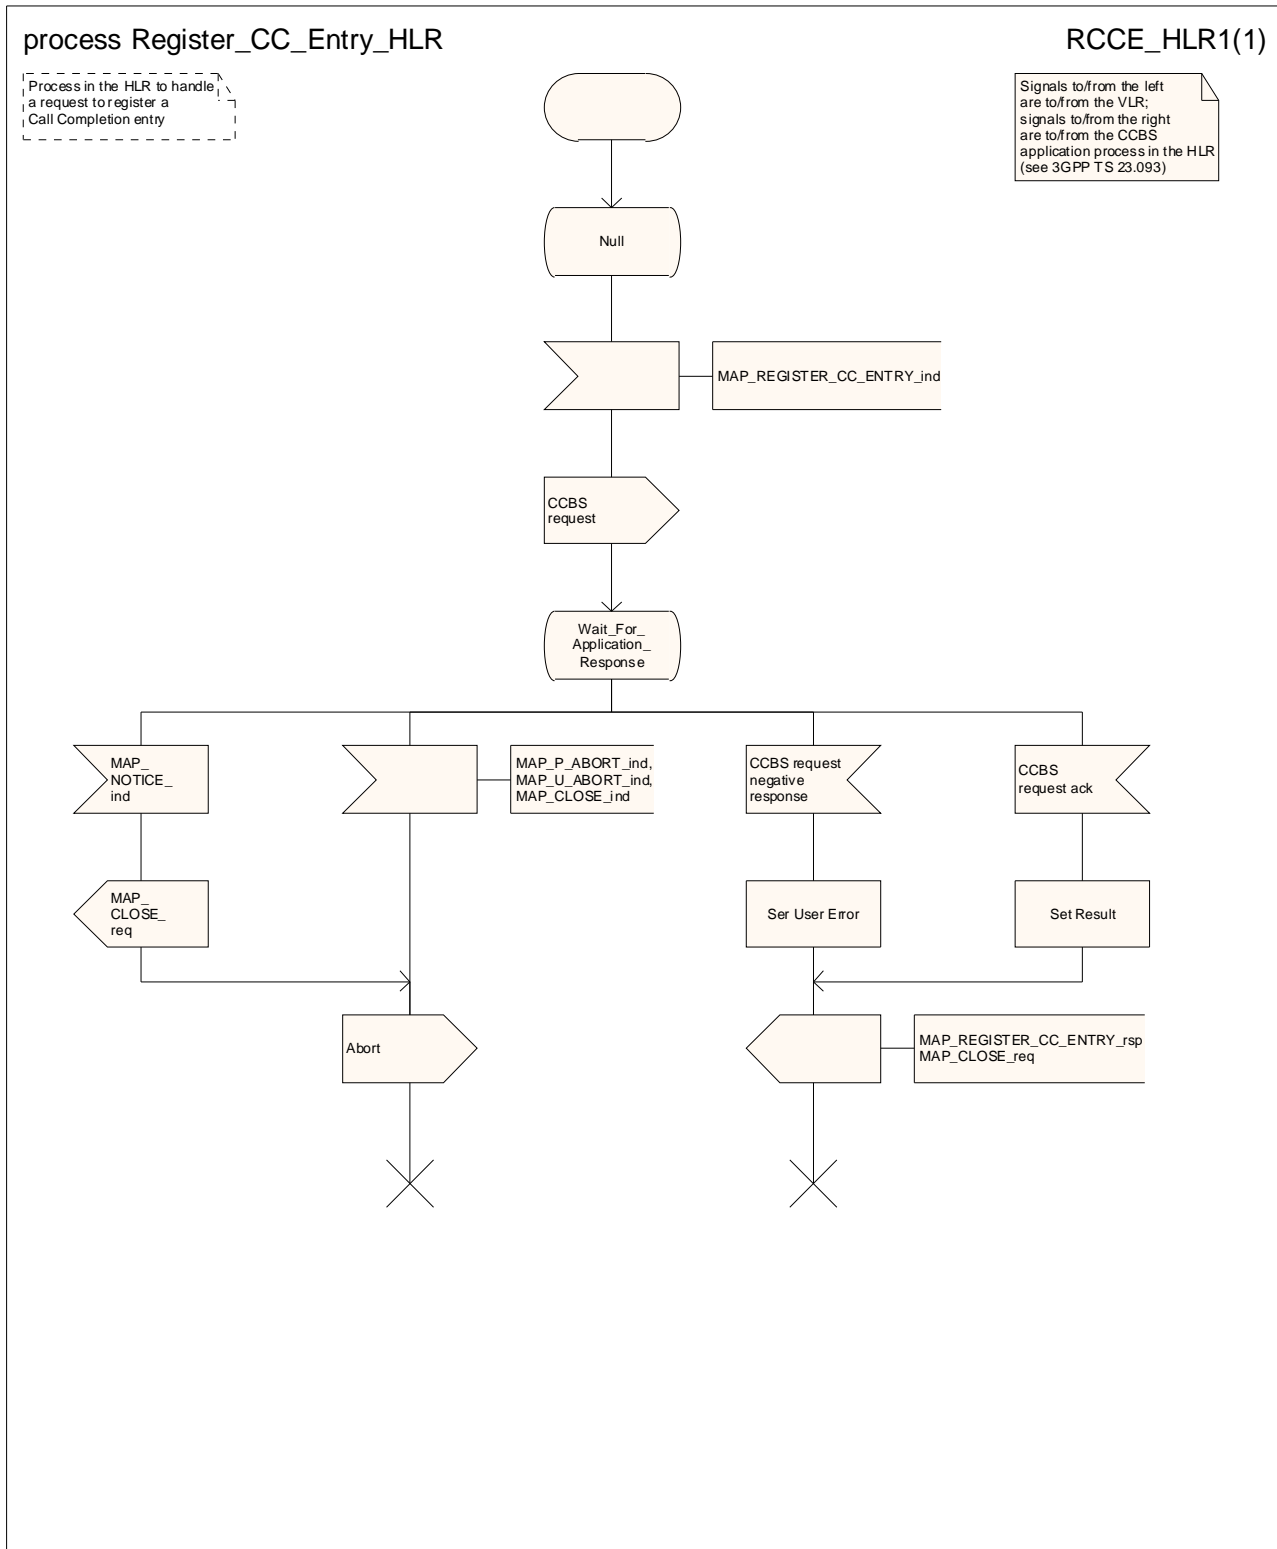 process Register_CC_Entry_HLR
RCCE_HLR1(1)
Process in the HLR to handle
a request to register a
Call Completion entry
Signals to/from the left
are to/from the VLR;
signals to/from the right
are to/from the CCBS
application process in the HLR
(see 3GPP TS 23.093)
Null
MAP_REGISTER_CC_ENTRY_ind
CCBS
request
Wait_For_
Application_
Response
MAP_
NOTICE_
ind
MAP_P_ABORT_ind,
MAP_U_ABORT_ind,
MAP_CLOSE_ind
CCBS request
negative
response
CCBS
request ack
MAP_
CLOSE_
req
Ser User Error
Set Result
Abort
MAP_REGISTER_CC_ENTRY_rsp
MAP_CLOSE_req